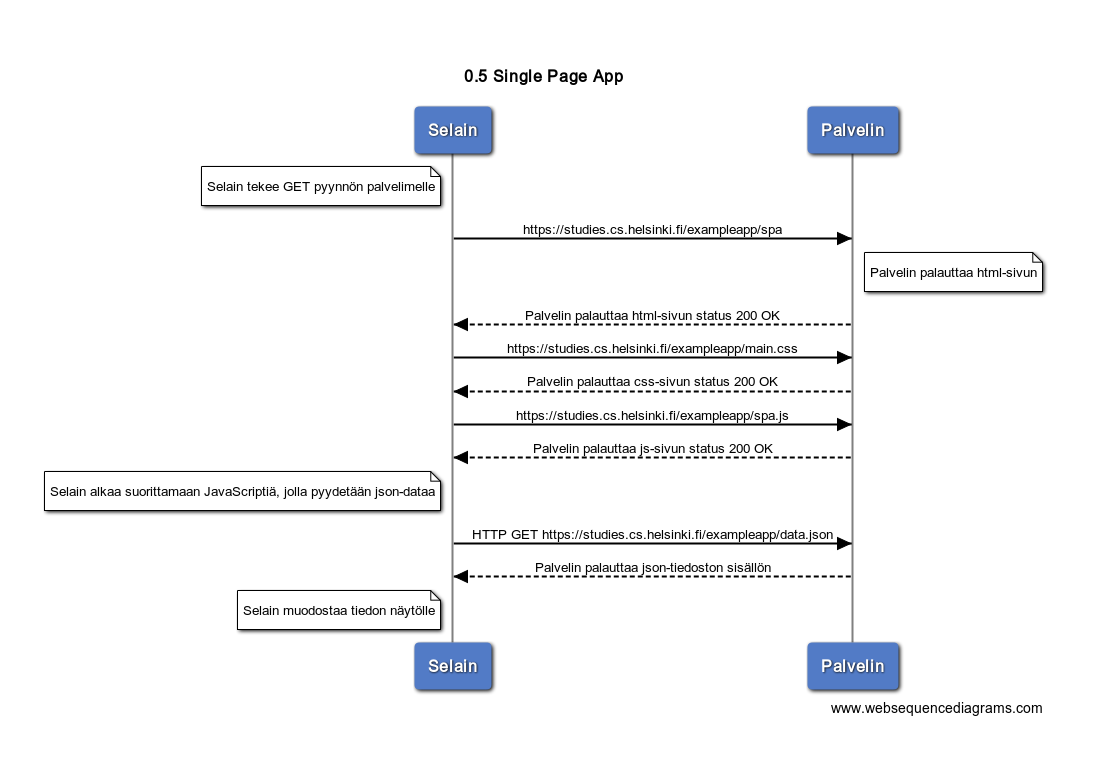 0.5 Single Page App
Selain
Palvelin
Selain tekee GET pyynnön palvelimelle
https://studies.cs.helsinki.fi/exampleapp/spa
Palvelin palauttaa html-sivun
Palvelin palauttaa html-sivun status 200 OK
https://studies.cs.helsinki.fi/exampleapp/main.css
Palvelin palauttaa css-sivun status 200 OK
https://studies.cs.helsinki.fi/exampleapp/spa.js
Palvelin palauttaa js-sivun status 200 OK
Selain alkaa suorittamaan JavaScriptiä, jolla pyydetään json-dataa
HTTP GET https://studies.cs.helsinki.fi/exampleapp/data.json
Palvelin palauttaa json-tiedoston sisällön
Selain muodostaa tiedon näytölle
Selain
Palvelin
www.websequencediagrams.com